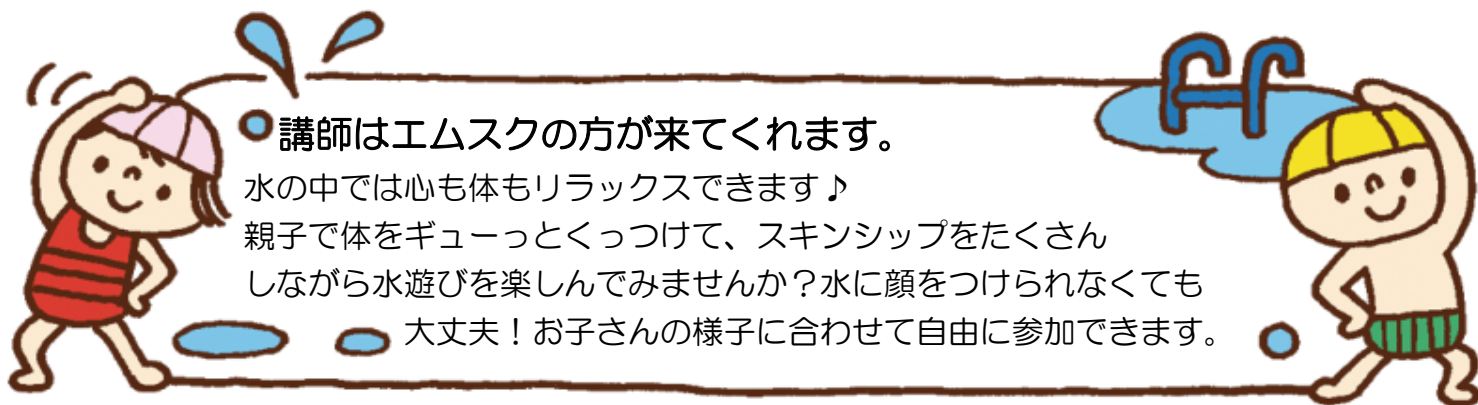 講師はエムスクの方が来てくれます。
水の中では心も体もリラックスできます♪
親子で体をギューっとくっつけて、スキンシップをたくさん
しながら水遊びを楽しんでみませんか？水に顔をつけられなくても
大丈夫！お子さんの様子に合わせて自由に参加できます。